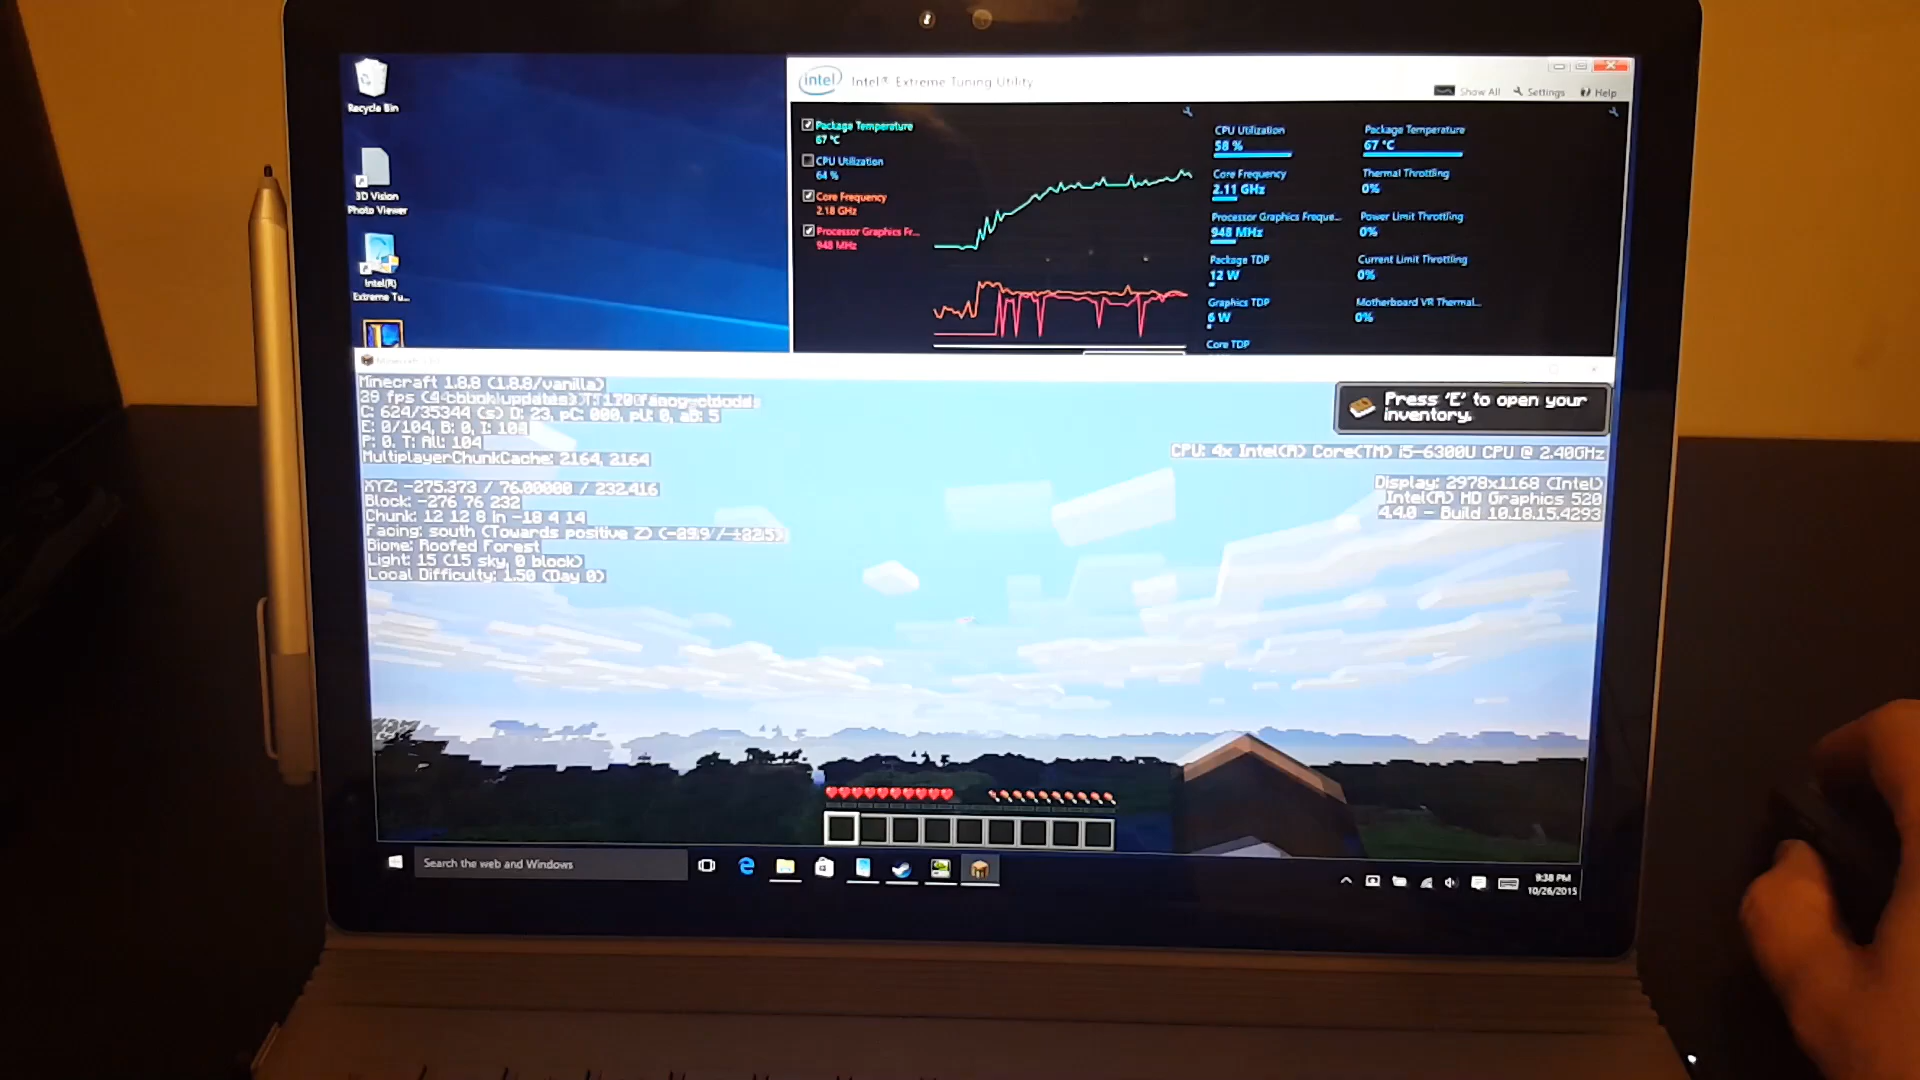 Recycle Bin
3D Vision
Photo Viewer
Intel(R)
Extreme Tu...
intel
Intel® Extreme Tuning Utility
Show All
Settings
Help
Package Temperature
67 °C
CPU Utilization
64 %
Core Frequency
2.18 GHz
Processor Graphics Fr...
948 MHz
CPU Utilization
58 %
Core Frequency
2.11 GHz
Processor Graphics Freque...
948 MHz
Package TDP
12 W
Graphics TDP
6 W
Core TDP
Package Temperature
67 °C
Thermal Throttling
0%
Power Limit Throttling
0%
Current Limit Throttling
0%
Motherboard VR Thermal...
0%
Minecraft 1.8.8 (1.8.8/vanilla)
29 fps
C: 624/35344 (s) D: 23, pC: 000, pU: 0, aB: 5
E: 0/104, B: 0, I: 104
P: 0. T: All: 104
MultiplayerChunkCache: 2164, 2164
XYZ: -275.373 / 76.00000 / 232.416
Block: -276 76 232
Chunk: 12 12 8 in -18 4 14
Facing: south (Towards positive Z)
Biome: Roofed Forest
Light: 15 (15 sky, 0 block)
Local Difficulty: 1.50 (Day 0)
Press 'E' to open your
inventory.
CPU: 4x Intel(R) Core(TM) i5-6300U CPU @ 2.40GHz
Display: 2978x1168 (Intel)
Intel(R) HD Graphics 520
4.4.0 - Build 10.18.15.4293
Search the web and Windows
9:38 PM
10/26/2015